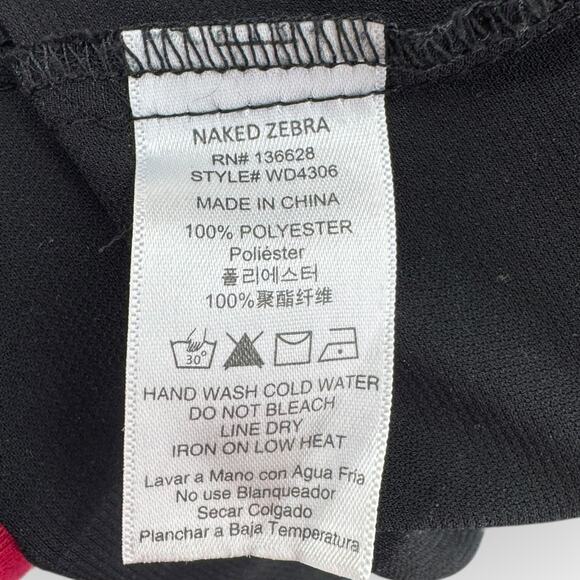 NAKED ZEBRA
RN# 136628
STYLE# WD4306
MADE IN CHINA
100% POLYESTER
Poliéster
폴리에스터
100%聚酯纤维
30°
HAND WASH COLD WATER
DO NOT BLEACH
LINE DRY
IRON ON LOW HEAT
Lavar a Mano con Agua Fria
No use Blanqueador
Secar Colgado
Planchar a Baja Temperatura